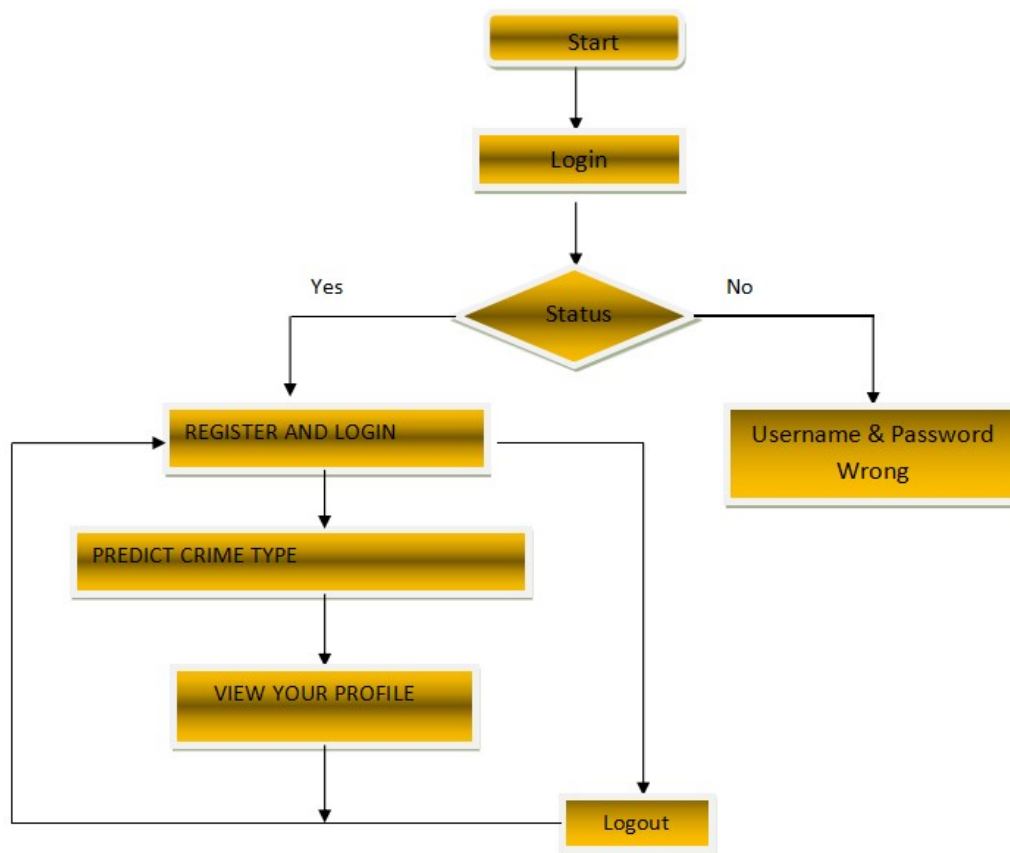 Start
Login
Yes
No
Status
REGISTER AND LOGIN
Username & Password
Wrong
PREDICT CRIME TYPE
VIEW YOUR PROFILE
Logout